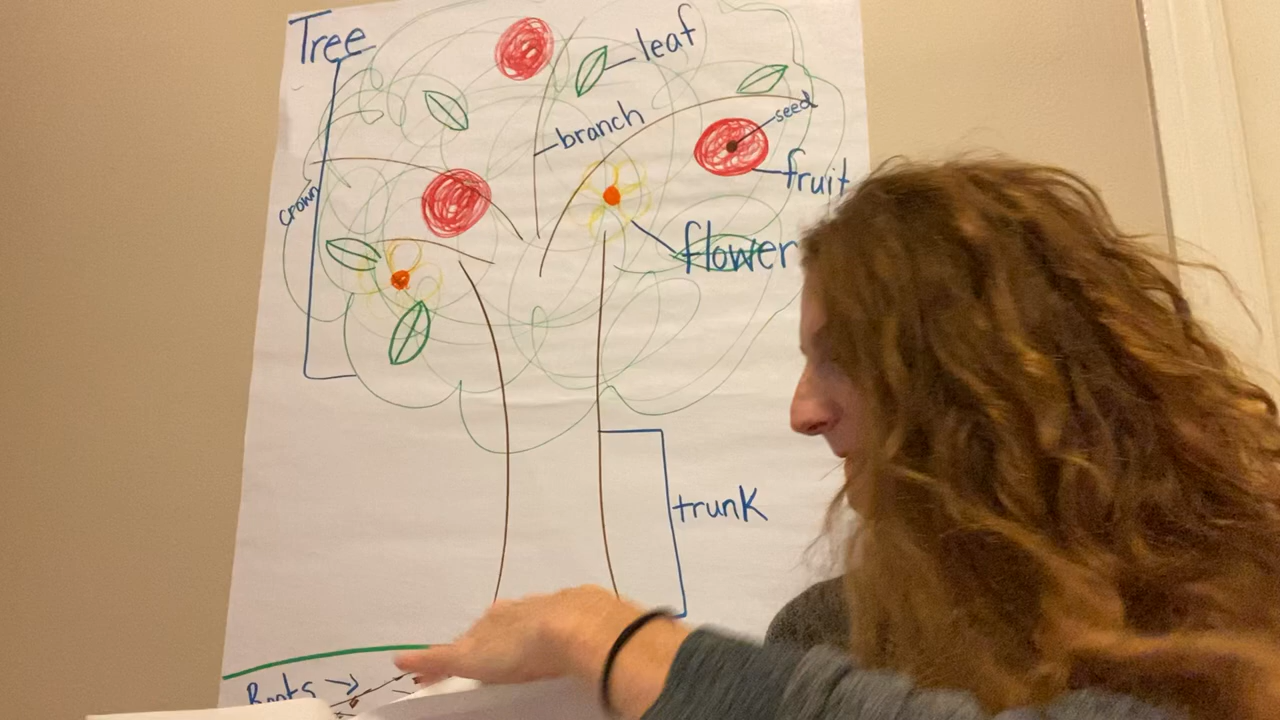 Tree
leaf
branch
seed
fruit
crown
flower
trunk
Roots